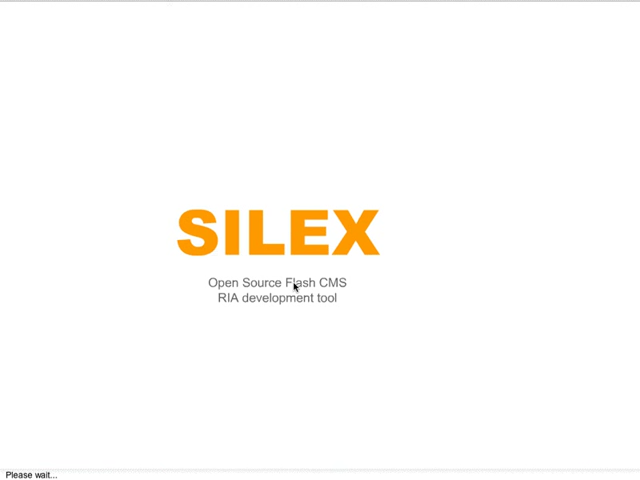 SILEX
Open Source Flash CMS
RIA development tool
Please wait...